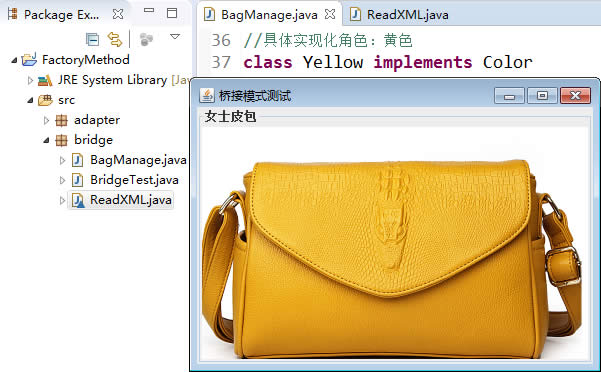 Package Ex...
FactoryMethod
JRE System Library [Jav
src
adapter
bridge
BagManage.java
BridgeTest.java
ReadXML.java
BagManage.java
ReadXML.java
36 //具体实现化角色：黄色
37 class Yellow implements Color
桥接模式测试
女士皮包